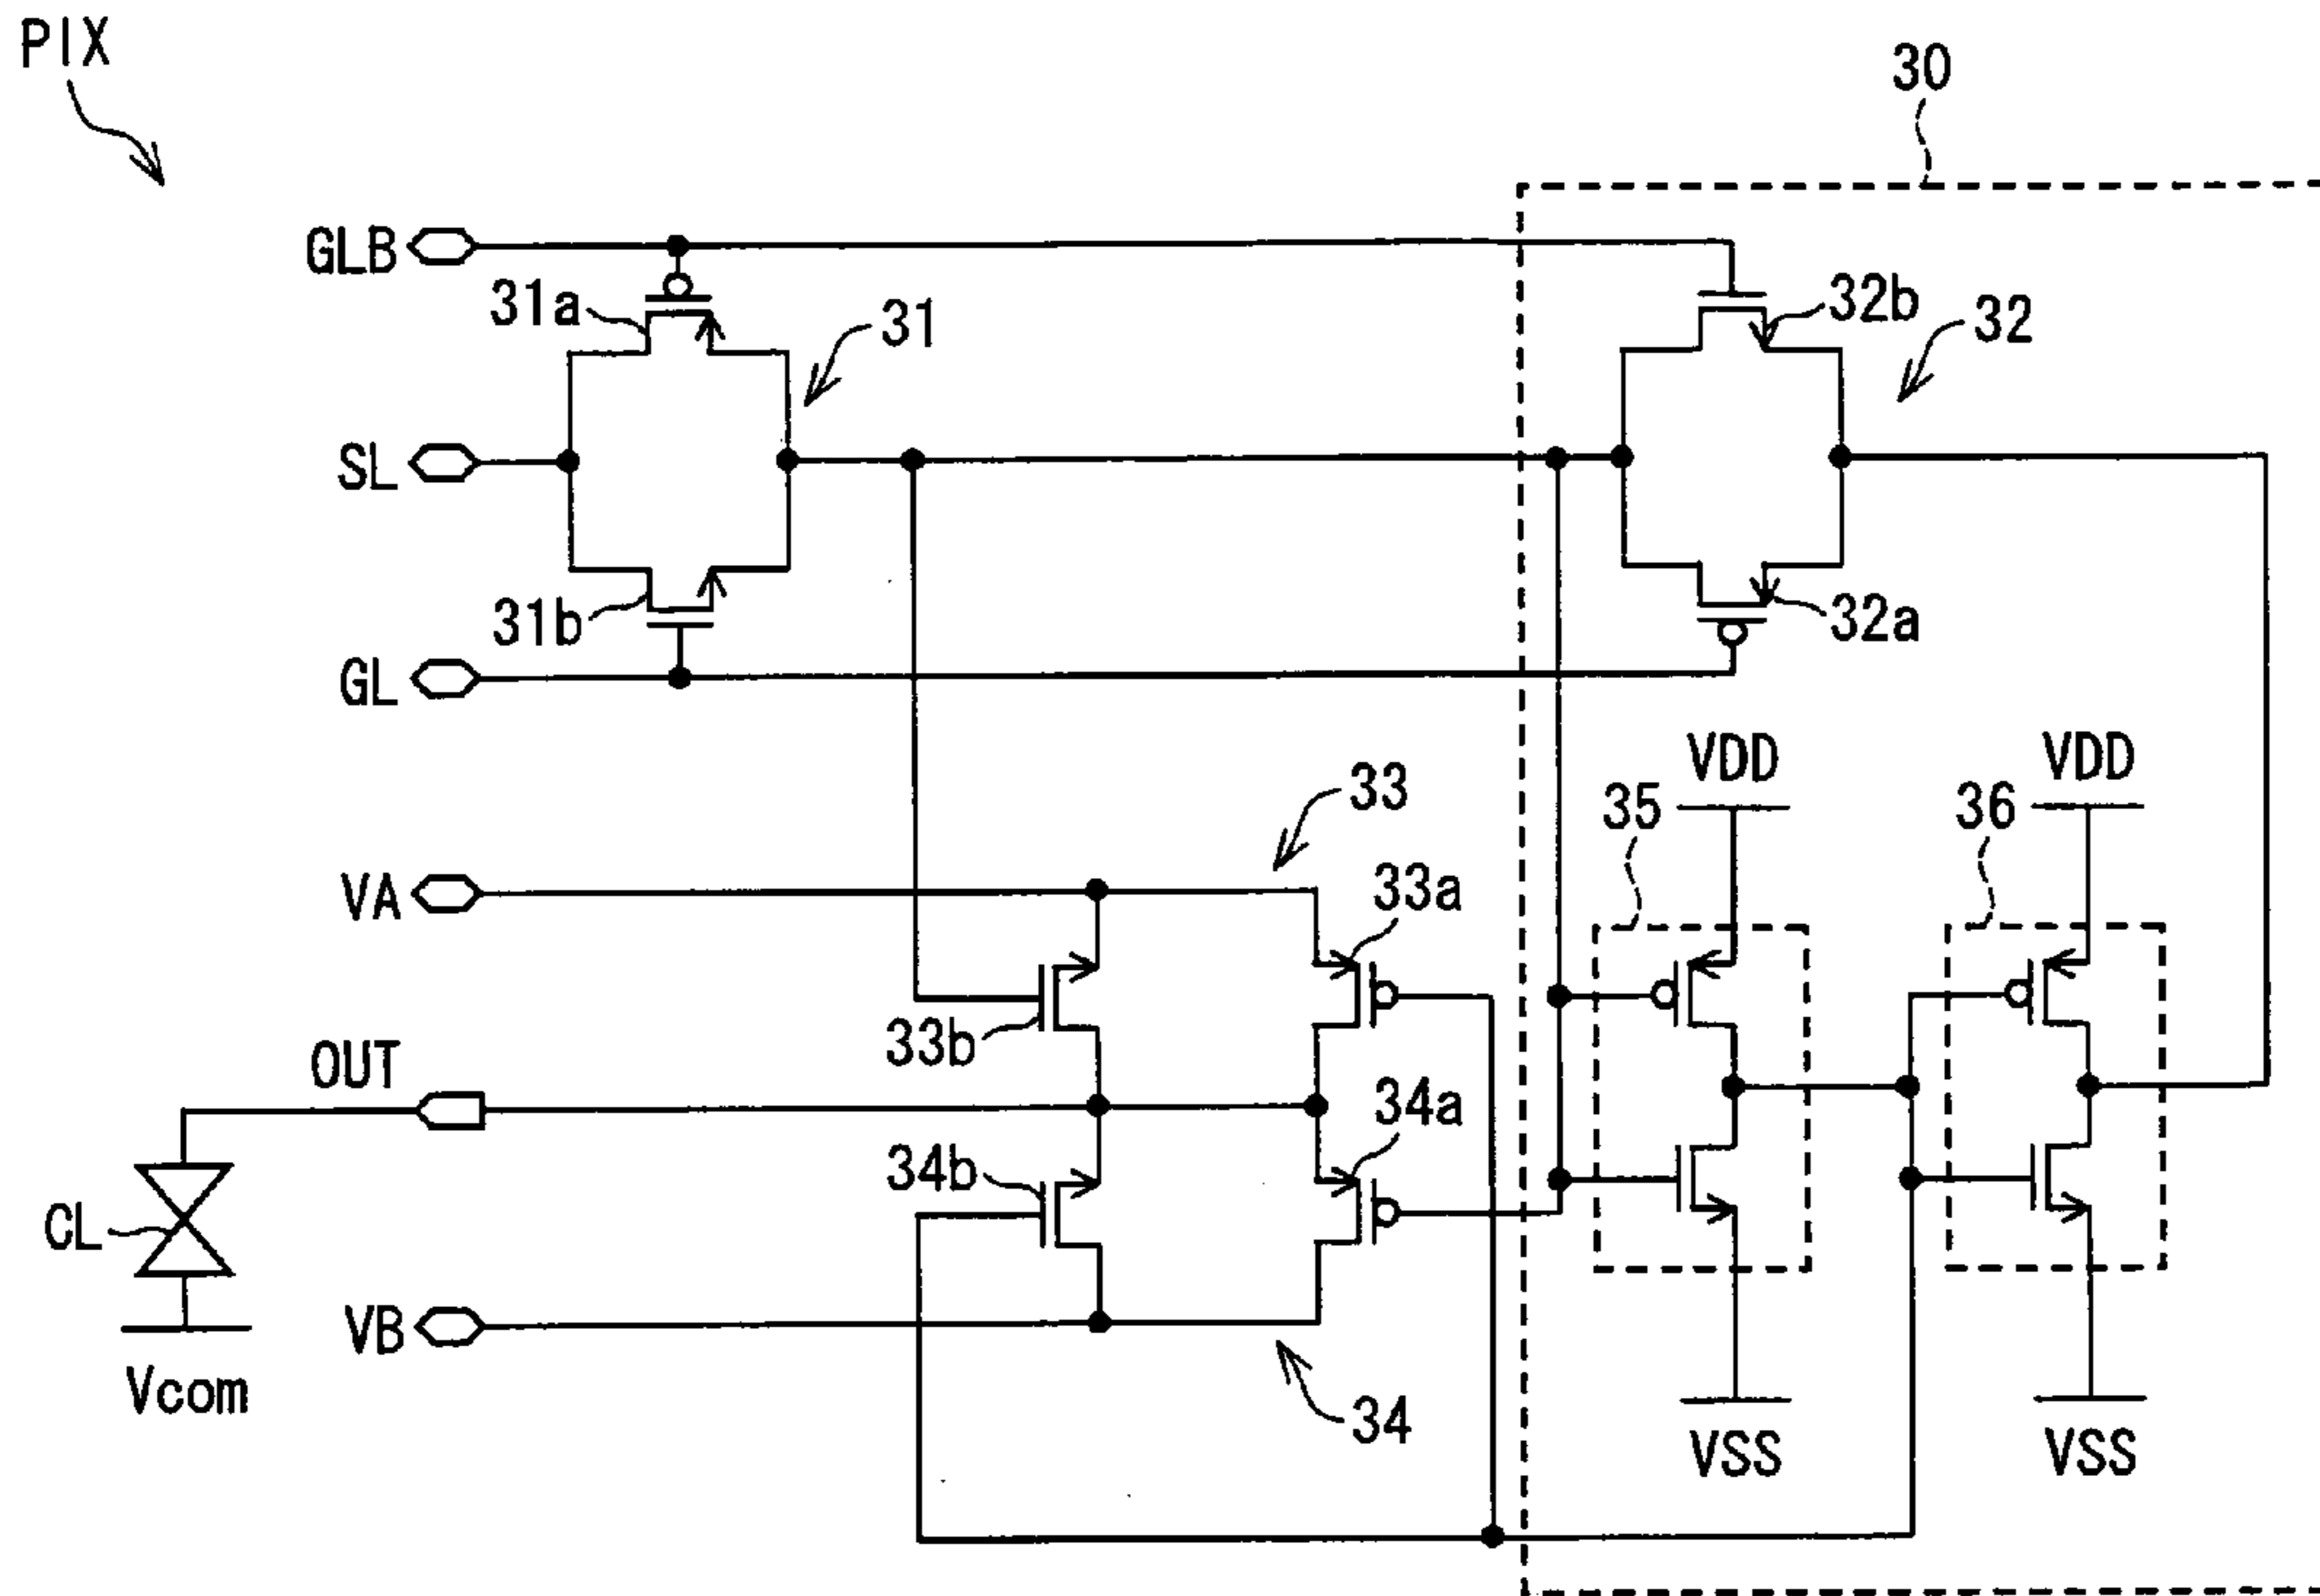 PIX
30
GLB
31a
31
32b
32
SL
31b
32a
GL
VDD
VDD
33
35
36
VA
33a
33b
OUT
34a
34b
CL
VB
Vcom
34
VSS
VSS